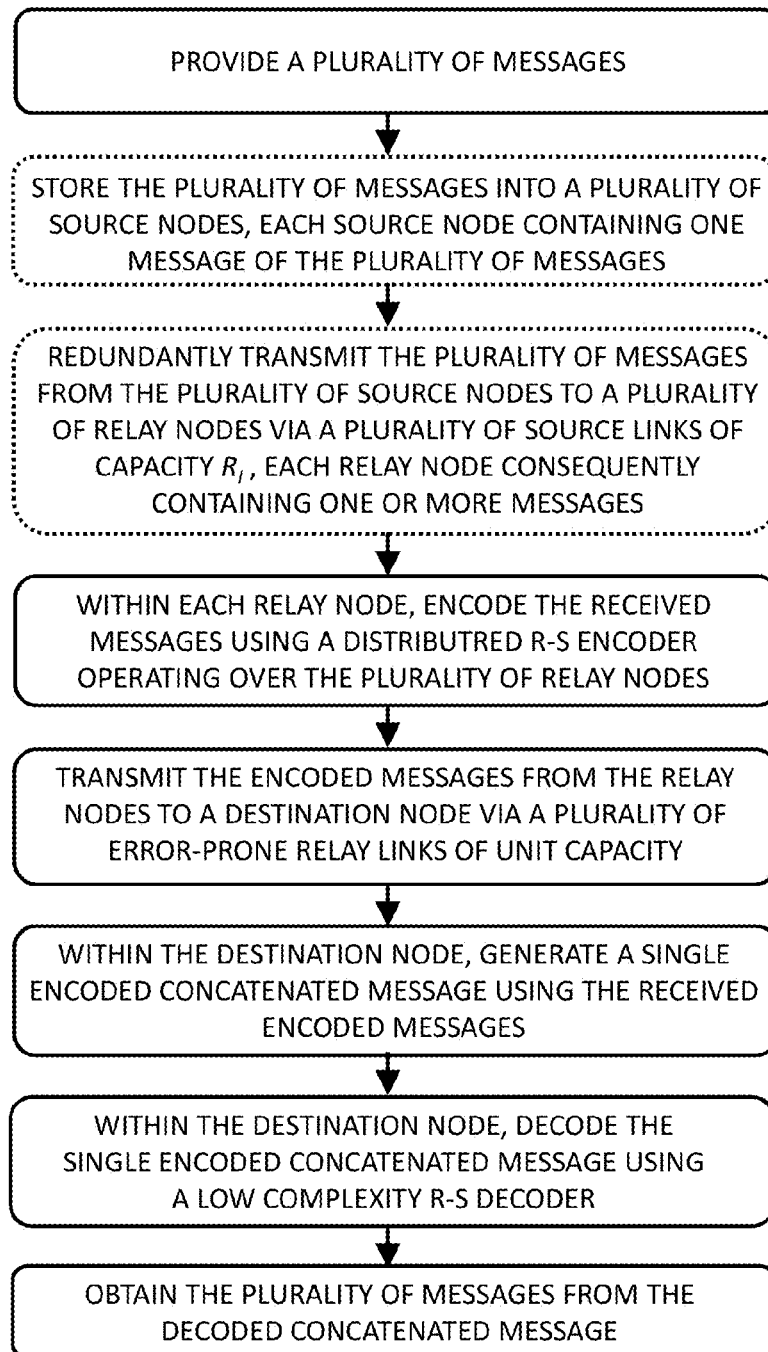 PROVIDE A PLURALITY OF MESSAGES
STORE THE PLURALITY OF MESSAGES INTO A PLURALITY OF
SOURCE NODES, EACH SOURCE NODE CONTAINING ONE
MESSAGE OF THE PLURALITY OF MESSAGES
REDUNDANTLY TRANSMIT THE PLURALITY OF MESSAGES
FROM THE PLURALITY OF SOURCE NODES TO A PLURALITY
OF RELAY NODES VIA A PLURALITY OF SOURCE LINKS OF
CAPACITY R_i, EACH RELAY NODE CONSEQUENTLY
CONTAINING ONE OR MORE MESSAGES
WITHIN EACH RELAY NODE, ENCODE THE RECEIVED
MESSAGES USING A DISTRIBUTRED R-S ENCODER
OPERATING OVER THE PLURALITY OF RELAY NODES
TRANSMIT THE ENCODED MESSAGES FROM THE RELAY
NODES TO A DESTINATION NODE VIA A PLURALITY OF
ERROR-PRONE RELAY LINKS OF UNIT CAPACITY
WITHIN THE DESTINATION NODE, GENERATE A SINGLE
ENCODED CONCATENATED MESSAGE USING THE RECEIVED
ENCODED MESSAGES
WITHIN THE DESTINATION NODE, DECODE THE
SINGLE ENCODED CONCATENATED MESSAGE USING
A LOW COMPLEXITY R-S DECODER
OBTAIN THE PLURALITY OF MESSAGES FROM THE
DECODED CONCATENATED MESSAGE